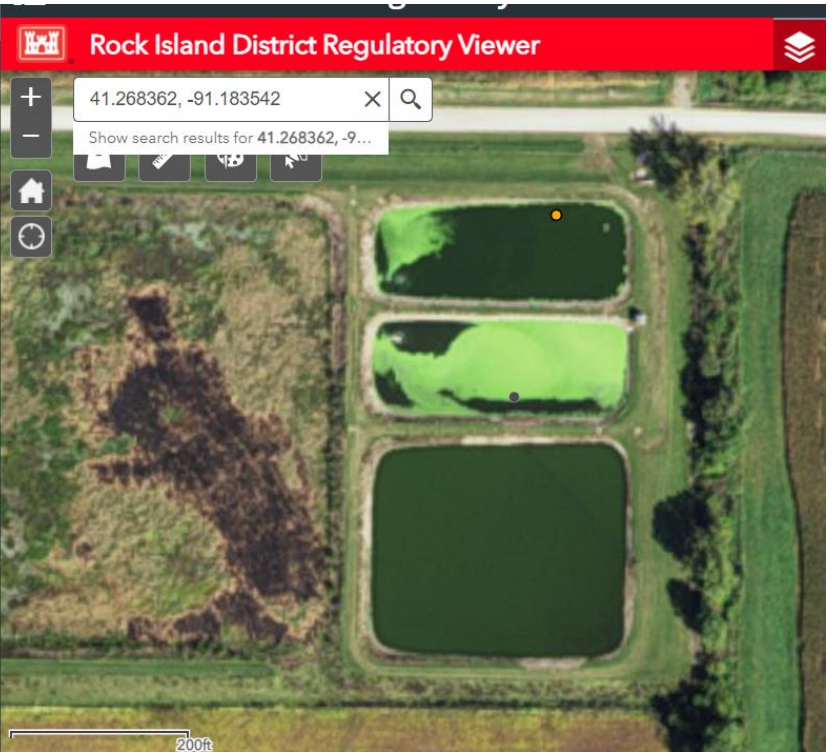 Rock Island District Regulatory Viewer
+
41.268362, -91.183542
−
Show search results for 41.268362, -9...
200ft